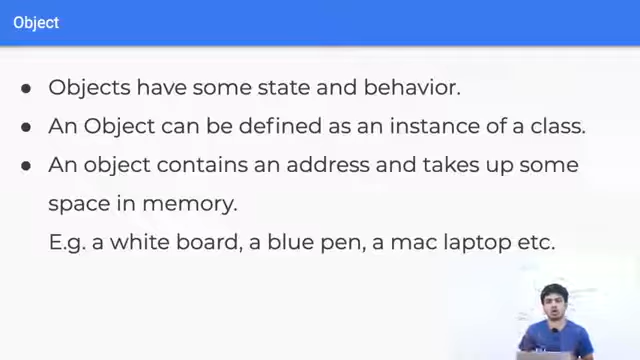 Object
● Objects have some state and behavior.
● An Object can be defined as an instance of a class.
● An object contains an address and takes up some
space in memory.
E.g. a white board, a blue pen, a mac laptop etc.